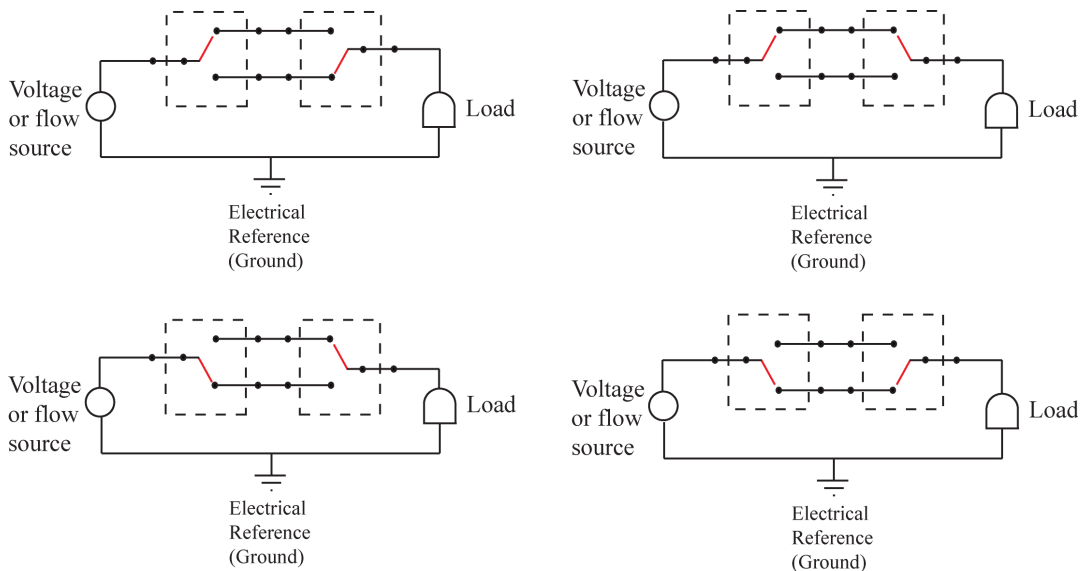 Voltage
or flow
source
Load
Electrical
Reference
(Ground)
Voltage
or flow
source
Load
Electrical
Reference
(Ground)
Voltage
or flow
source
Load
Electrical
Reference
(Ground)
Voltage
or flow
source
Load
Electrical
Reference
(Ground)